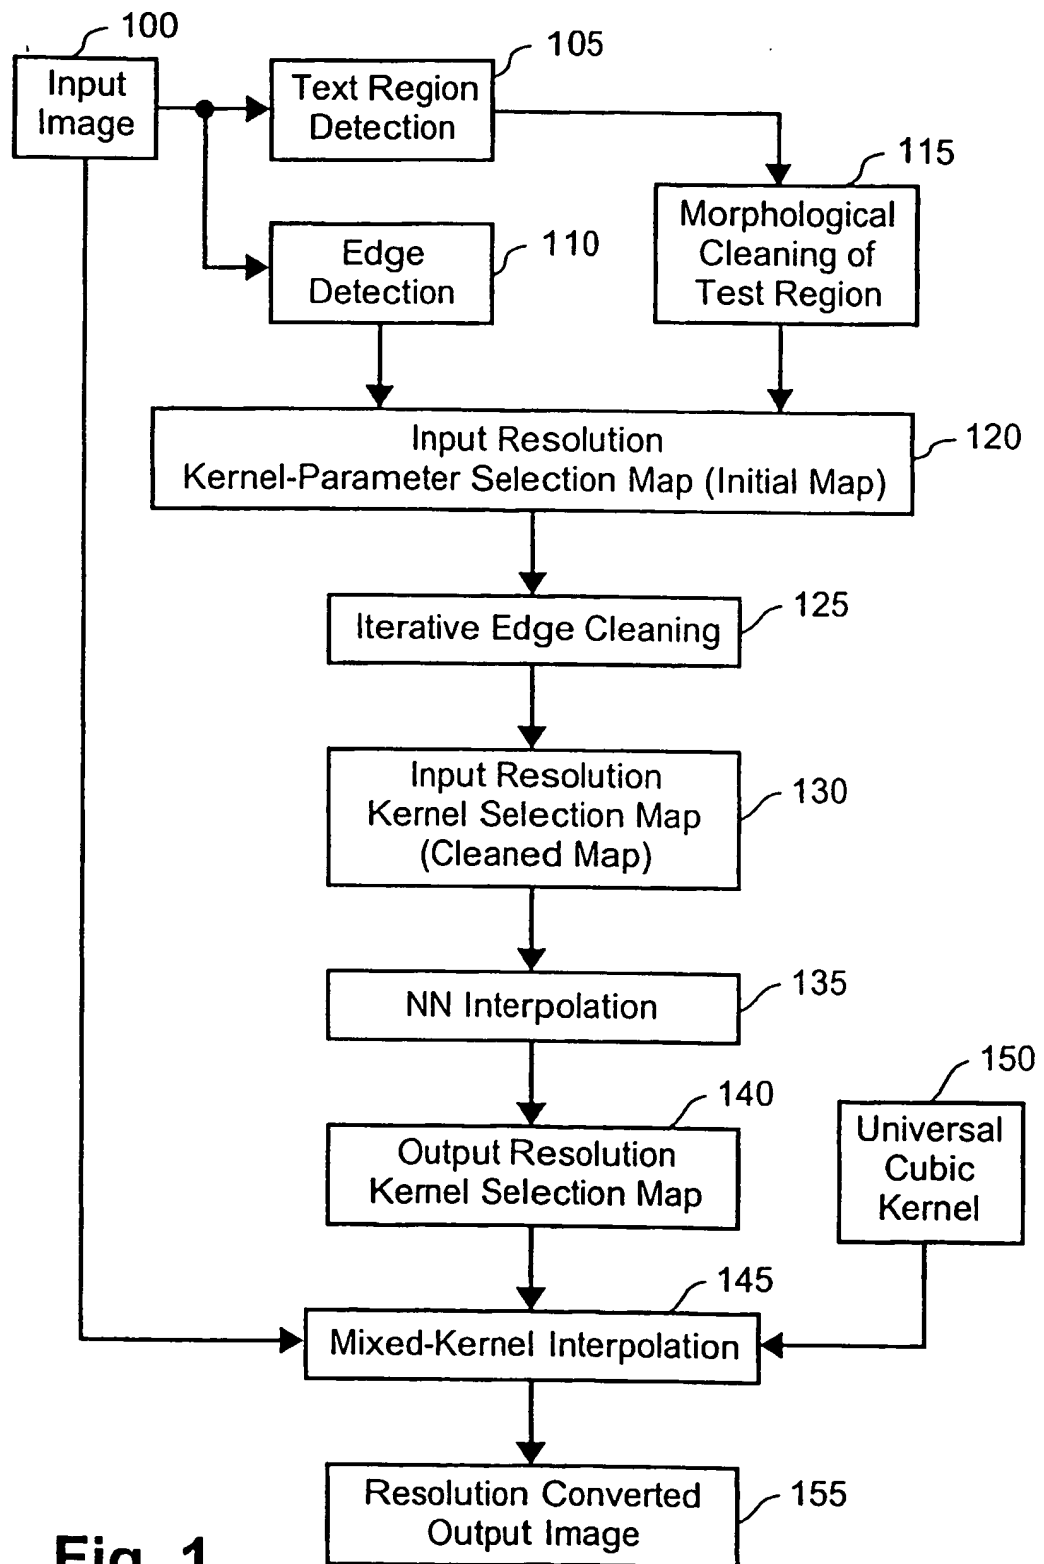 100
Input
Image
105
Text Region
Detection
115
Morphological
Cleaning of
Test Region
110
Edge
Detection
120
Input Resolution
Kernel-Parameter Selection Map (Initial Map)
125
Iterative Edge Cleaning
130
Input Resolution
Kernel Selection Map
(Cleaned Map)
135
NN Interpolation
150
Universal
Cubic
Kernel
140
Output Resolution
Kernel Selection Map
145
Mixed-Kernel Interpolation
155
Resolution Converted
Output Image
Fig. 1